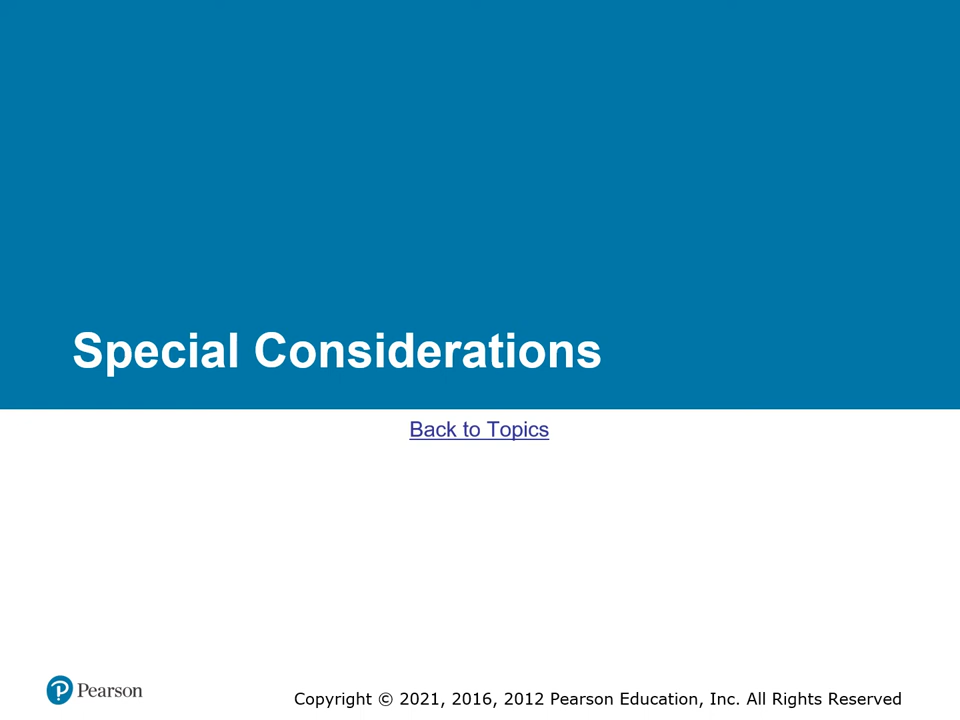 Special Considerations
Back to Topics
Pearson
Copyright © 2021, 2016, 2012 Pearson Education, Inc. All Rights Reserved